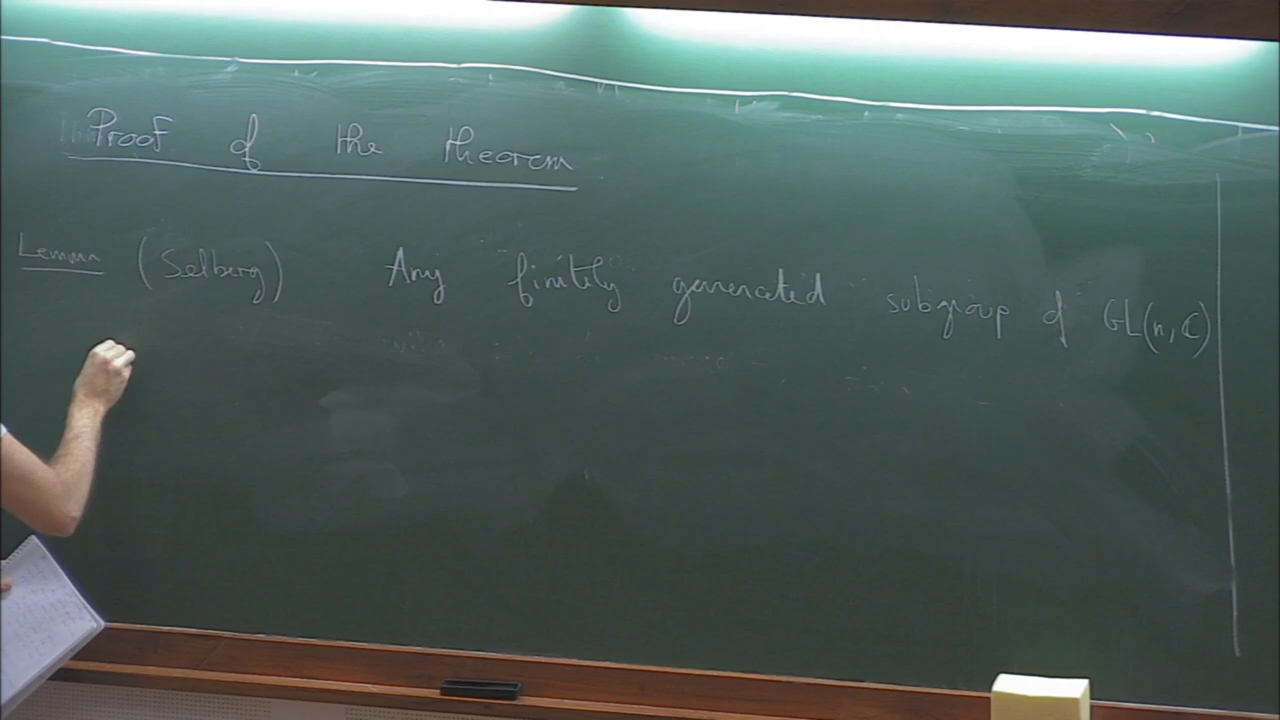 Proof of the theorem
Lemma (Selberg) Any finitely generated subgroup of GL(n, ℂ)